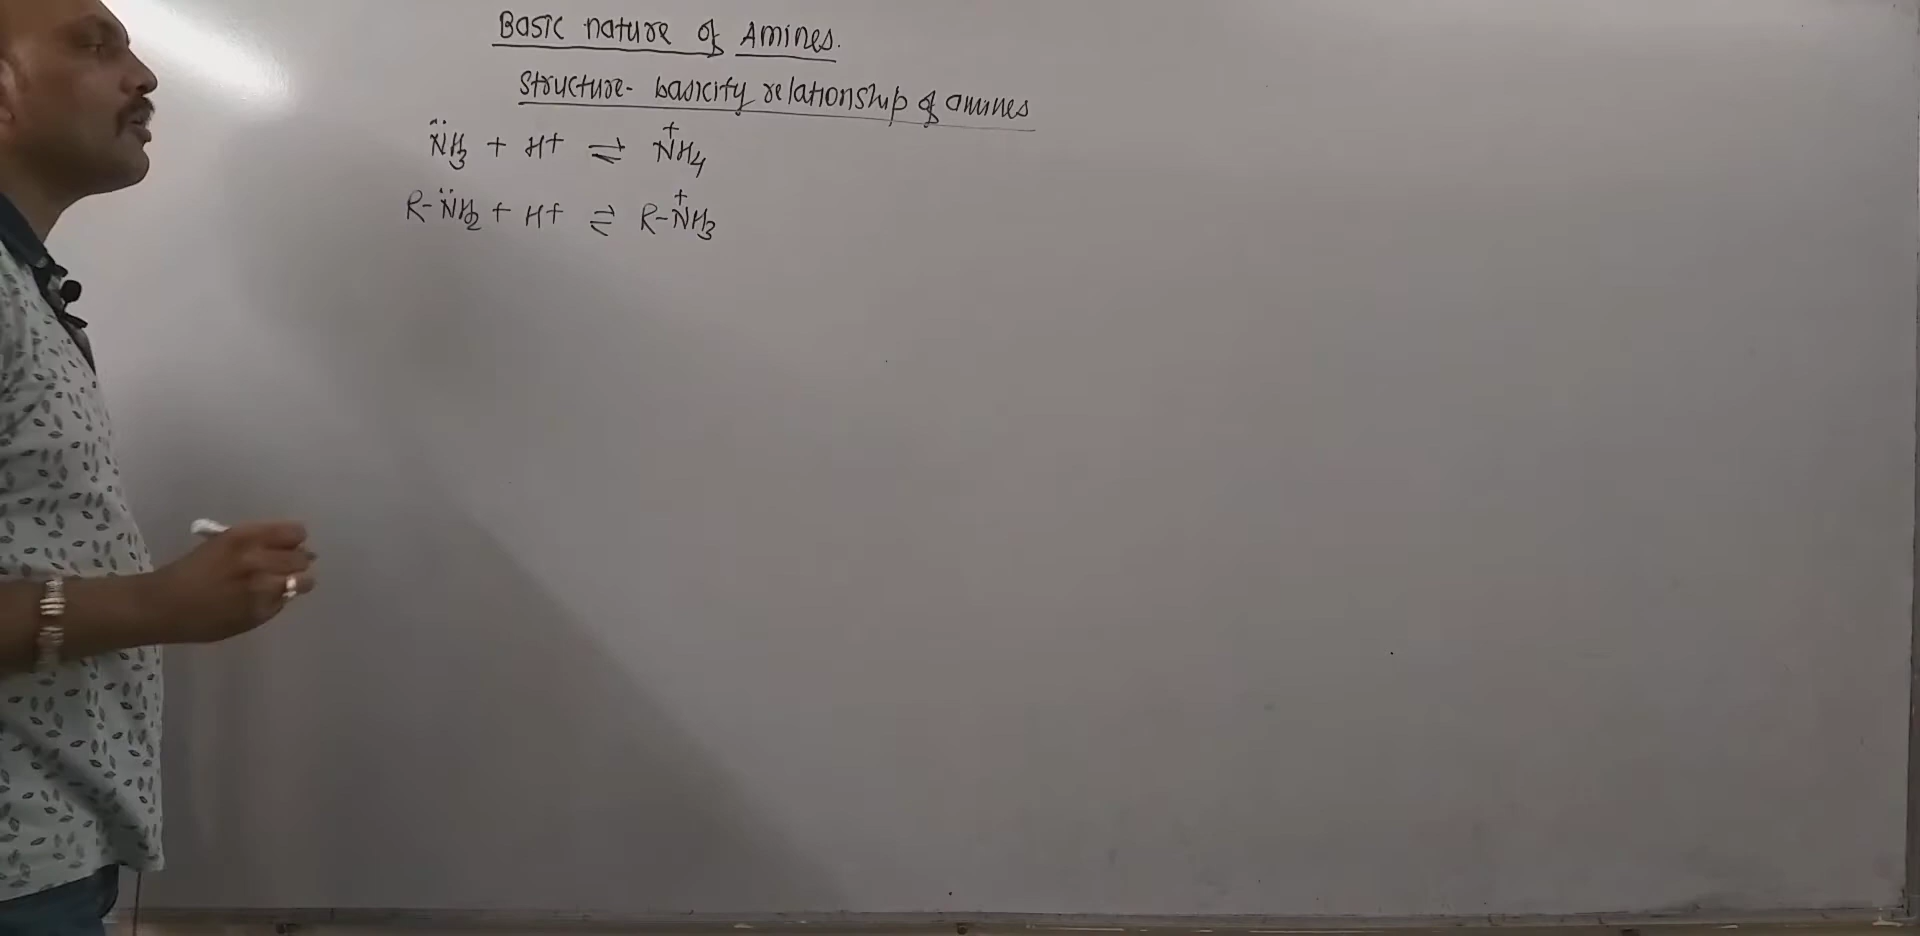 Basic nature of Amines.
Structure- basicity relationship of amines
N̈H₃ + H⁺ ⇌ N⁺H₄
R-N̈H₂ + H⁺ ⇌ R-N⁺H₃